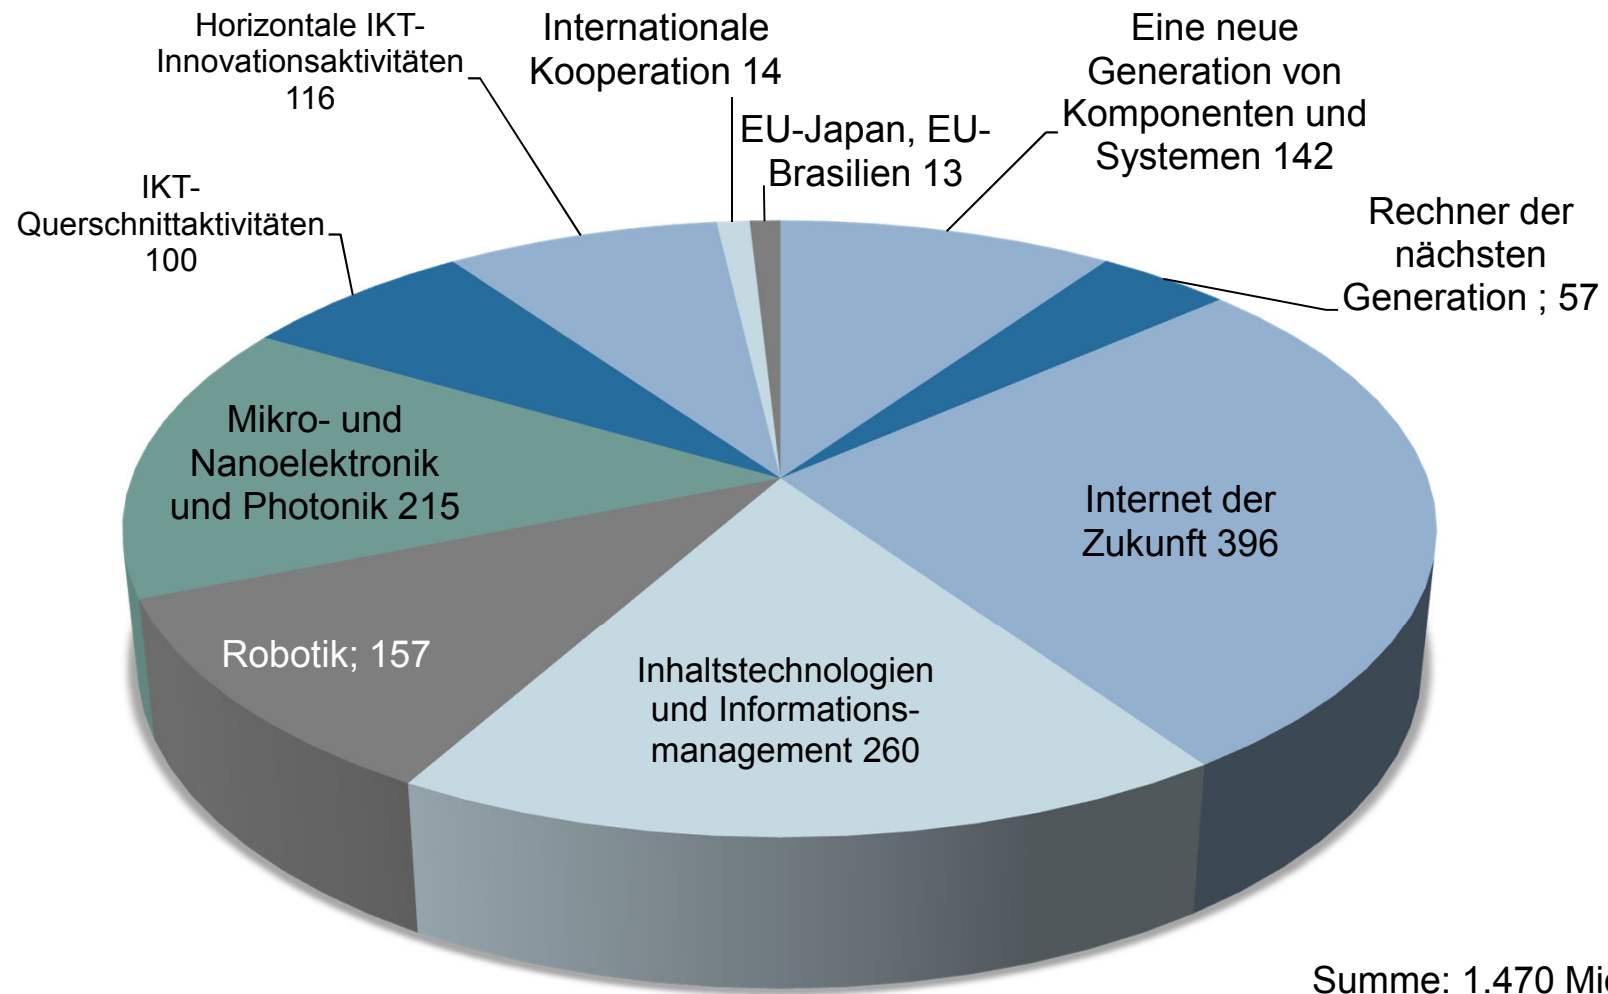 Horizontale IKT-
Innovationsaktivitäten
116
Internationale
Kooperation 14
Eine neue
Generation von
Komponenten und
Systemen 142
EU-Japan, EU-
Brasilien 13
IKT-
Querschnittaktivitäten
100
Rechner der
nächsten
Generation ; 57
Mikro- und
Nanoelektronik
und Photonik 215
Internet der
Zukunft 396
Robotik; 157
Inhaltstechnologien
und Informations-
management 260
Summe: 1.470